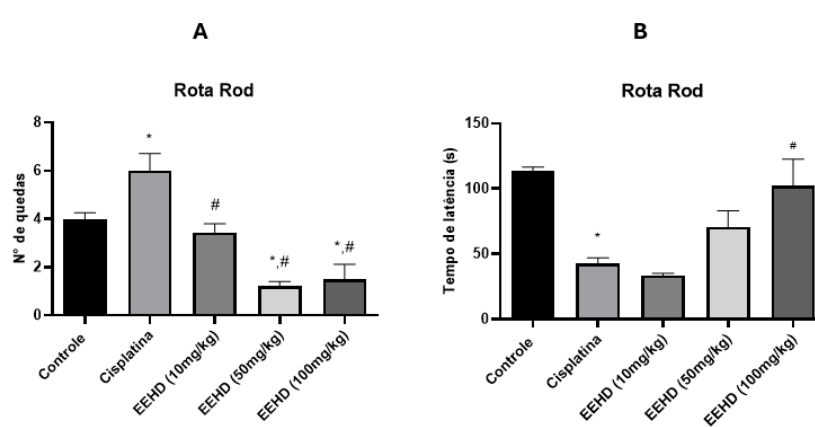 A
Rota Rod
N° de quedas
8
6
4
2
0
*
#
*,#
*,#
Controle
Cisplatina
EEHD (10mg/kg)
EEHD (50mg/kg)
EEHD (100mg/kg)
B
Rota Rod
Tempo de latência (s)
150
100
50
0
*
#
Controle
Cisplatina
EEHD (10mg/kg)
EEHD (50mg/kg)
EEHD (100mg/kg)